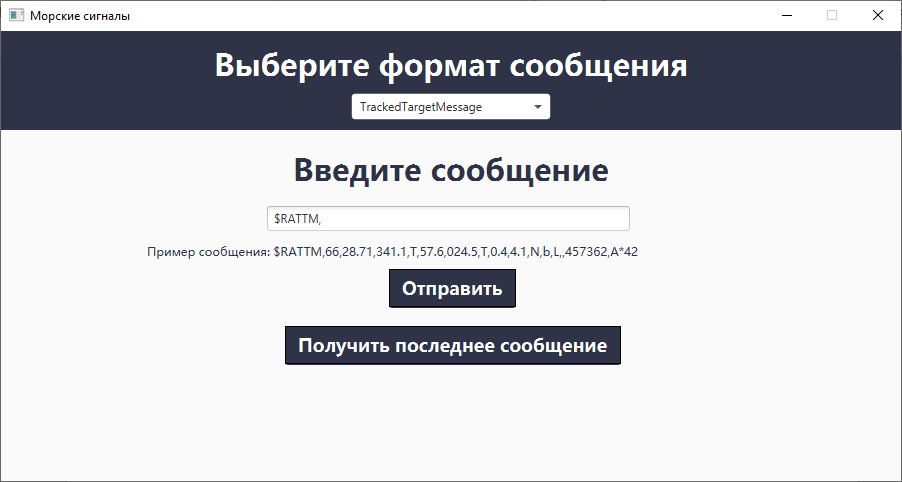 Морские сигналы
Выберите формат сообщения
TrackedTargetMessage
Введите сообщение
$RATTM,
Пример сообщения: $RATTM,66,28.71,341.1,T,57.6,024.5,T,0.4,4.1,N,b,L,,457362,A*42
Отправить
Получить последнее сообщение